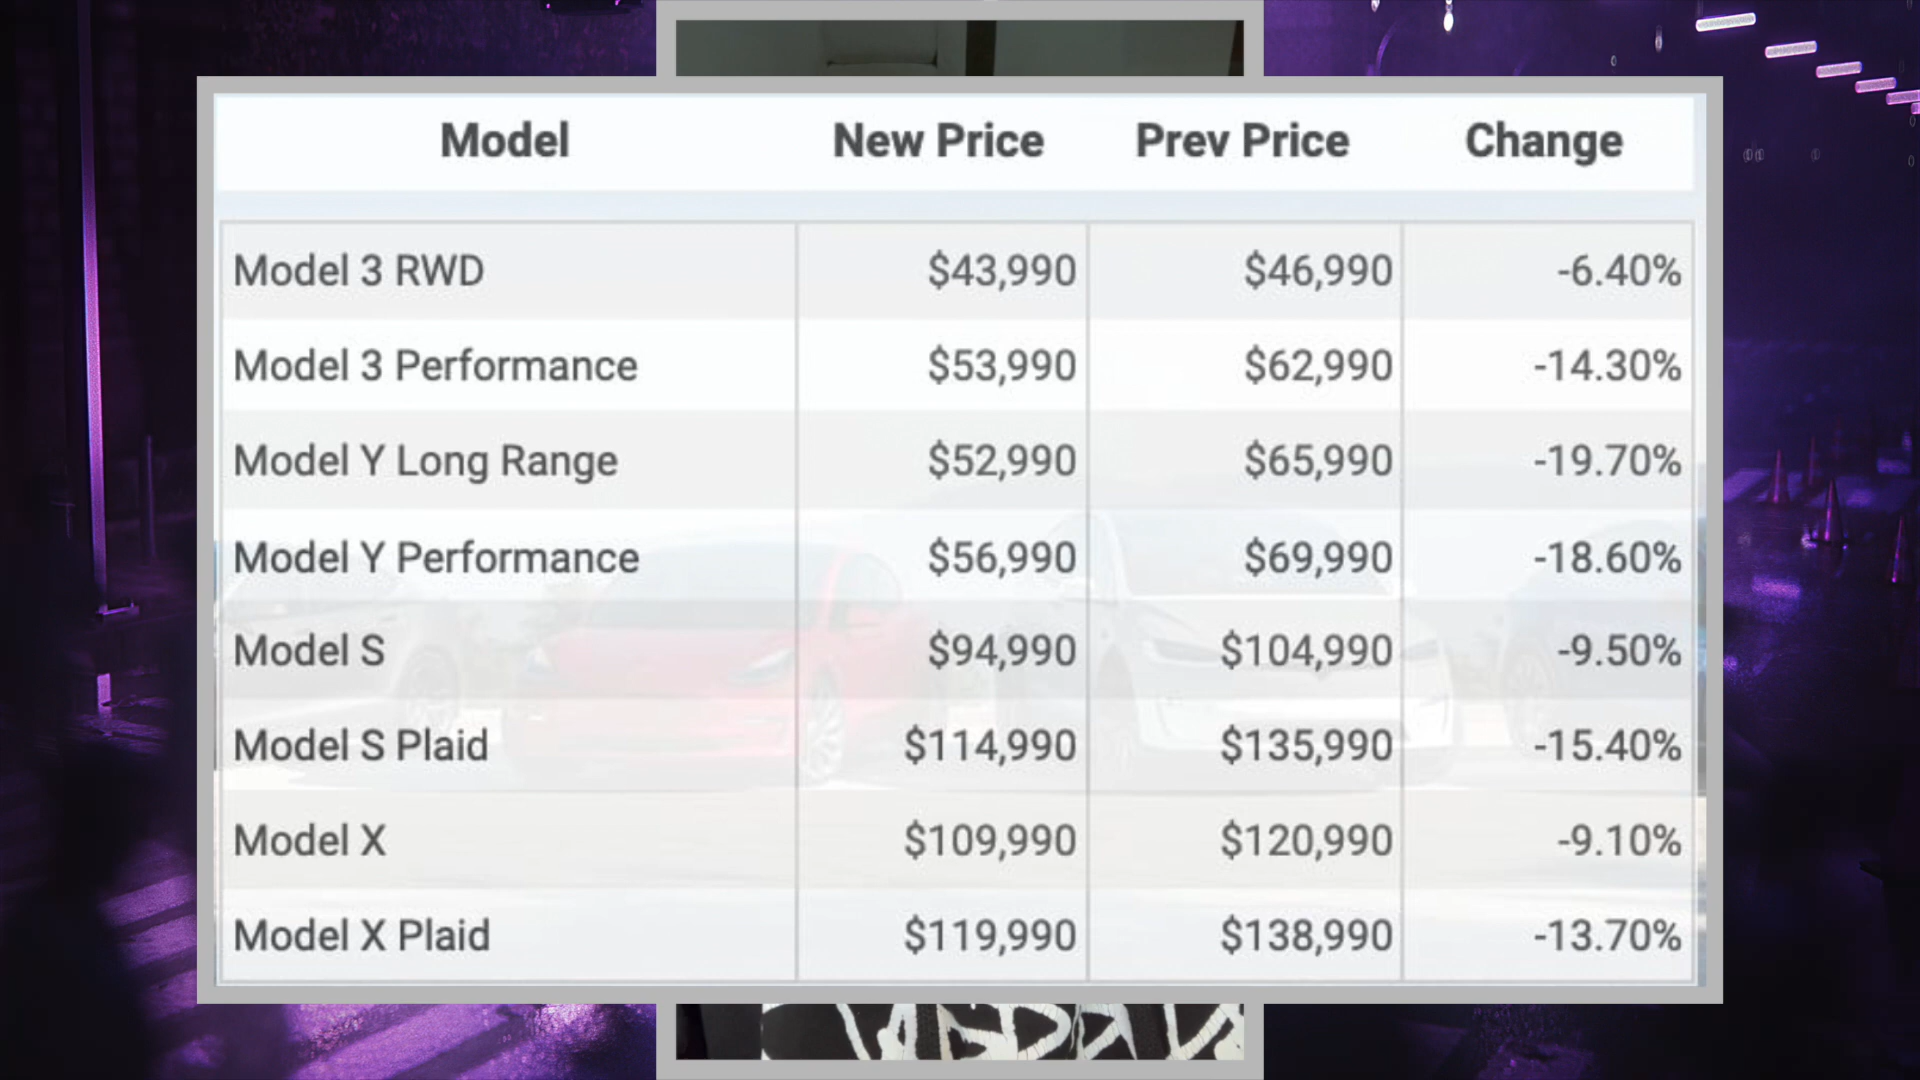 Model New Price Prev Price Change
Model 3 RWD $43,990 $46,990 -6.40%
Model 3 Performance $53,990 $62,990 -14.30%
Model Y Long Range $52,990 $65,990 -19.70%
Model Y Performance $56,990 $69,990 -18.60%
Model S $94,990 $104,990 -9.50%
Model S Plaid $114,990 $135,990 -15.40%
Model X $109,990 $120,990 -9.10%
Model X Plaid $119,990 $138,990 -13.70%